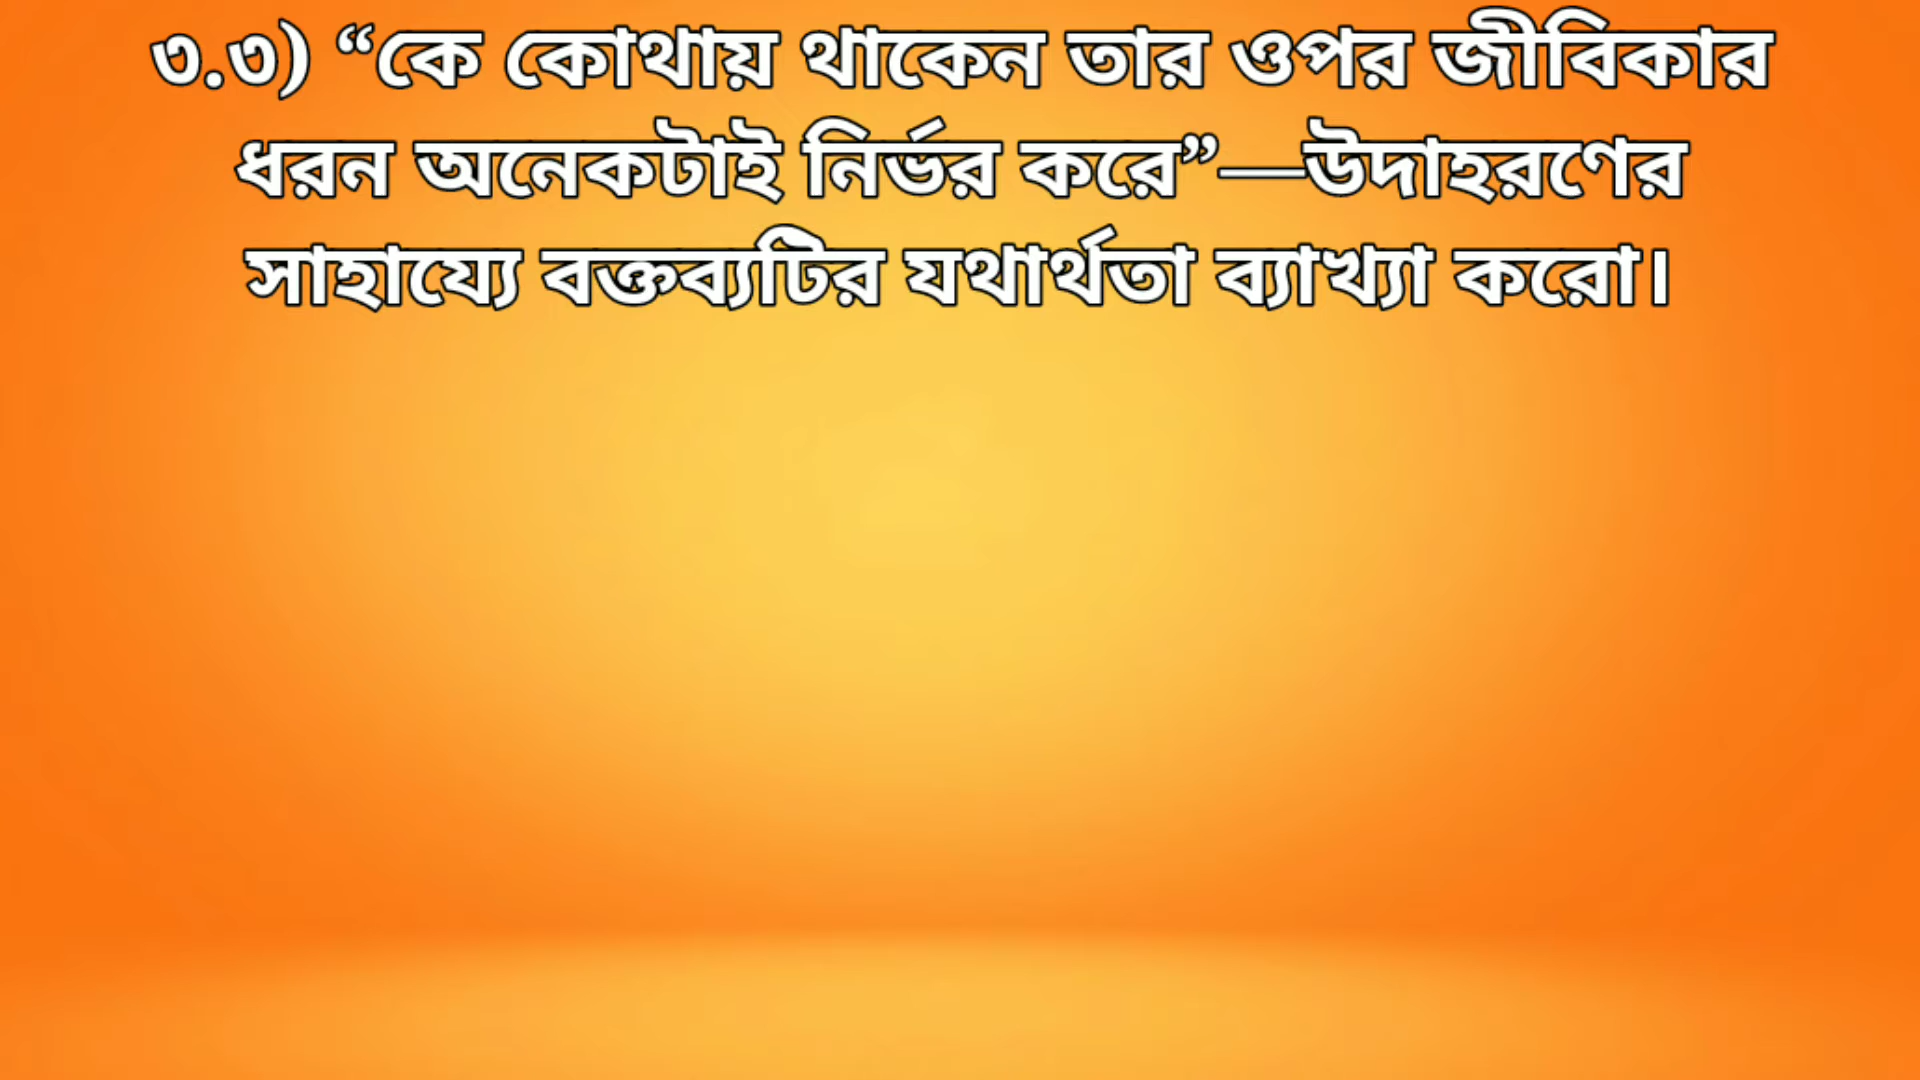 ৩.৩) “কে কোথায় থাকেন তার ওপর জীবিকার
ধরন অনেকটাই নির্ভর করে”—উদাহরণের
সাহায্যে বক্তব্যটির যথার্থতা ব্যাখ্যা করো।